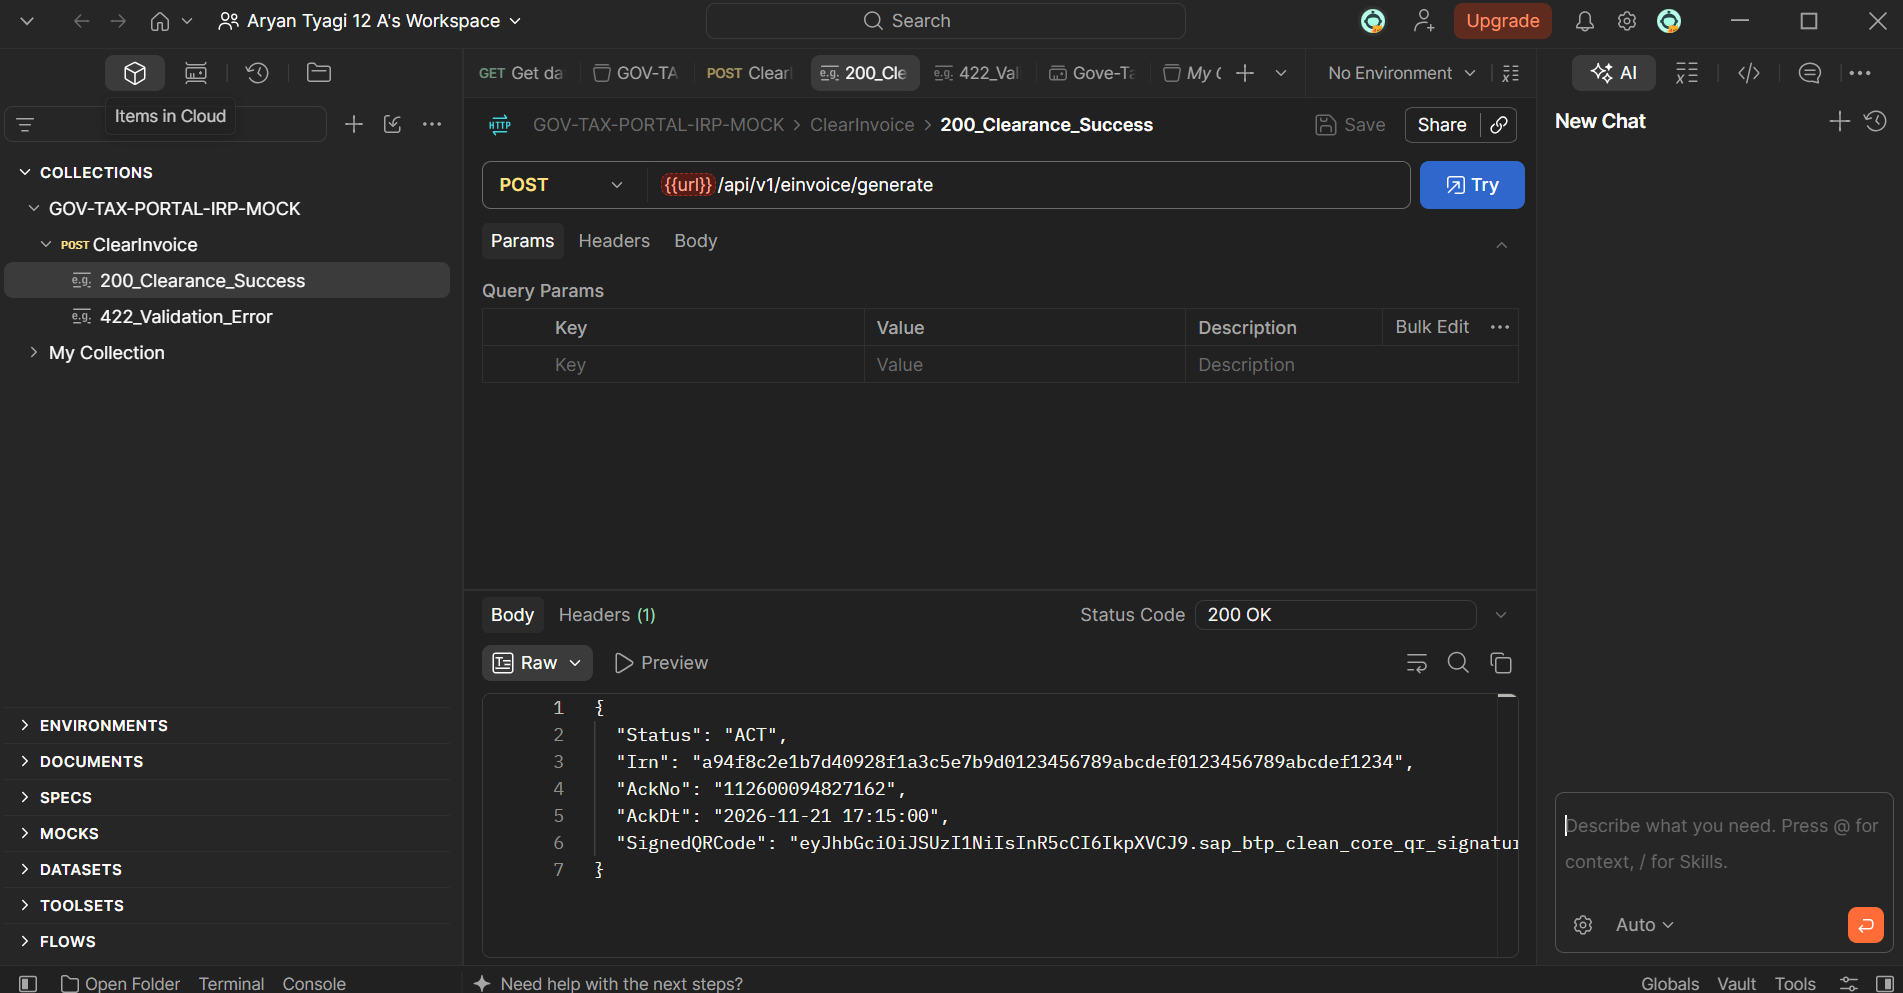 Aryan Tyagi 12 A's Workspace
Search
Upgrade
Items in Cloud
COLLECTIONS
GOV-TAX-PORTAL-IRP-MOCK
POST ClearInvoice
e.g. 200_Clearance_Success
e.g. 422_Validation_Error
My Collection
ENVIRONMENTS
DOCUMENTS
SPECS
MOCKS
DATASETS
TOOLSETS
FLOWS
GET Get da
GOV-TA
POST Clear
e.g. 200_Cle
e.g. 422_Val
Gove-Ta
My C
No Environment
HTTP
GOV-TAX-PORTAL-IRP-MOCK > ClearInvoice > 200_Clearance_Success
Save
Share
POST
{{url}}/api/v1/einvoice/generate
Try
Params Headers Body
Query Params
Key Value Description Bulk Edit
Key Value Description
Body Headers (1)
Status Code 200 OK
Raw Preview
1 {
2 "Status": "ACT",
3 "Irn": "a94f8c2e1b7d40928f1a3c5e7b9d0123456789abcdef0123456789abcdef1234",
4 "AckNo": "112600094827162",
5 "AckDt": "2026-11-21 17:15:00",
6 "SignedQRCode": "eyJhbGciOiJSUzI1NiIsInR5cCI6IkpXVCJ9.sap_btp_clean_core_qr_signatur
7 }
AI
New Chat
Describe what you need. Press @ for
context, / for Skills.
Auto
Open Folder Terminal Console
Need help with the next steps?
Globals Vault Tools